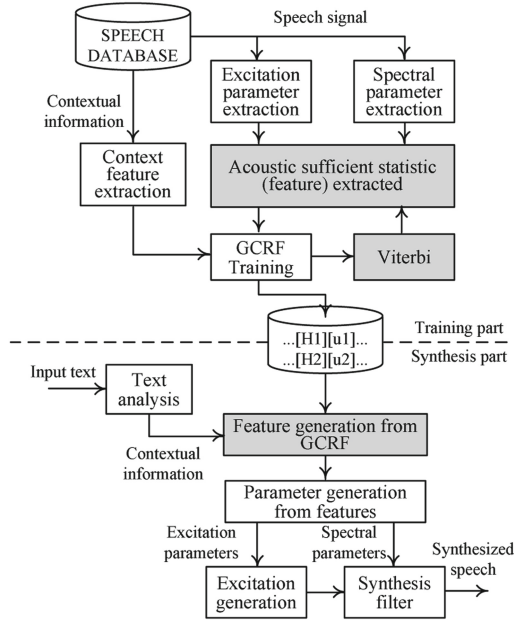 SPEECH
DATABASE
Speech signal
Excitation
parameter
extraction
Spectral
parameter
extraction
Contextual
information
Context
feature
extraction
Acoustic sufficient statistic
(feature) extracted
GCRF
Training
Viterbi
...[H1][u1]...
...[H2][u2]...
Training part
Synthesis part
Input text
Text
analysis
Contextual
information
Feature generation from
GCRF
Parameter generation
from features
Excitation
parameters
Spectral
parameters
Synthesized
speech
Excitation
generation
Synthesis
filter